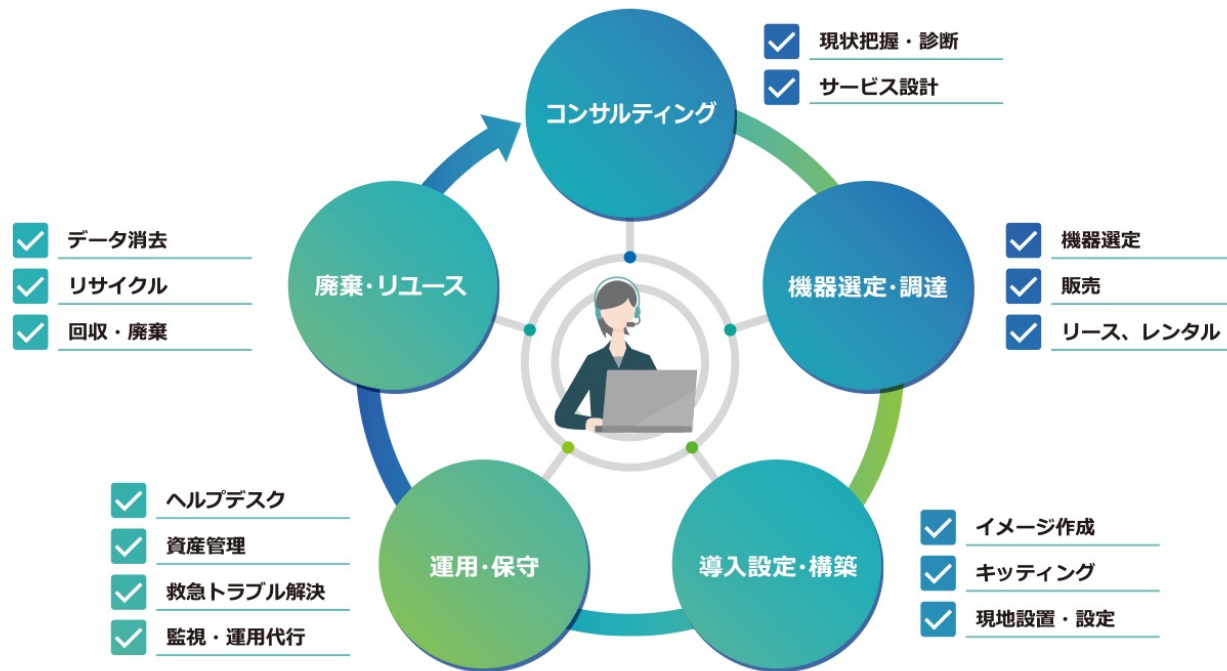 コンサルティング
現状把握・診断
サービス設計
機器選定・調達
機器選定
販売
リース、レンタル
導入設定・構築
イメージ作成
キッティング
現地設置・設定
運用・保守
ヘルプデスク
資産管理
救急トラブル解決
監視・運用代行
廃棄・リユース
データ消去
リサイクル
回収・廃棄